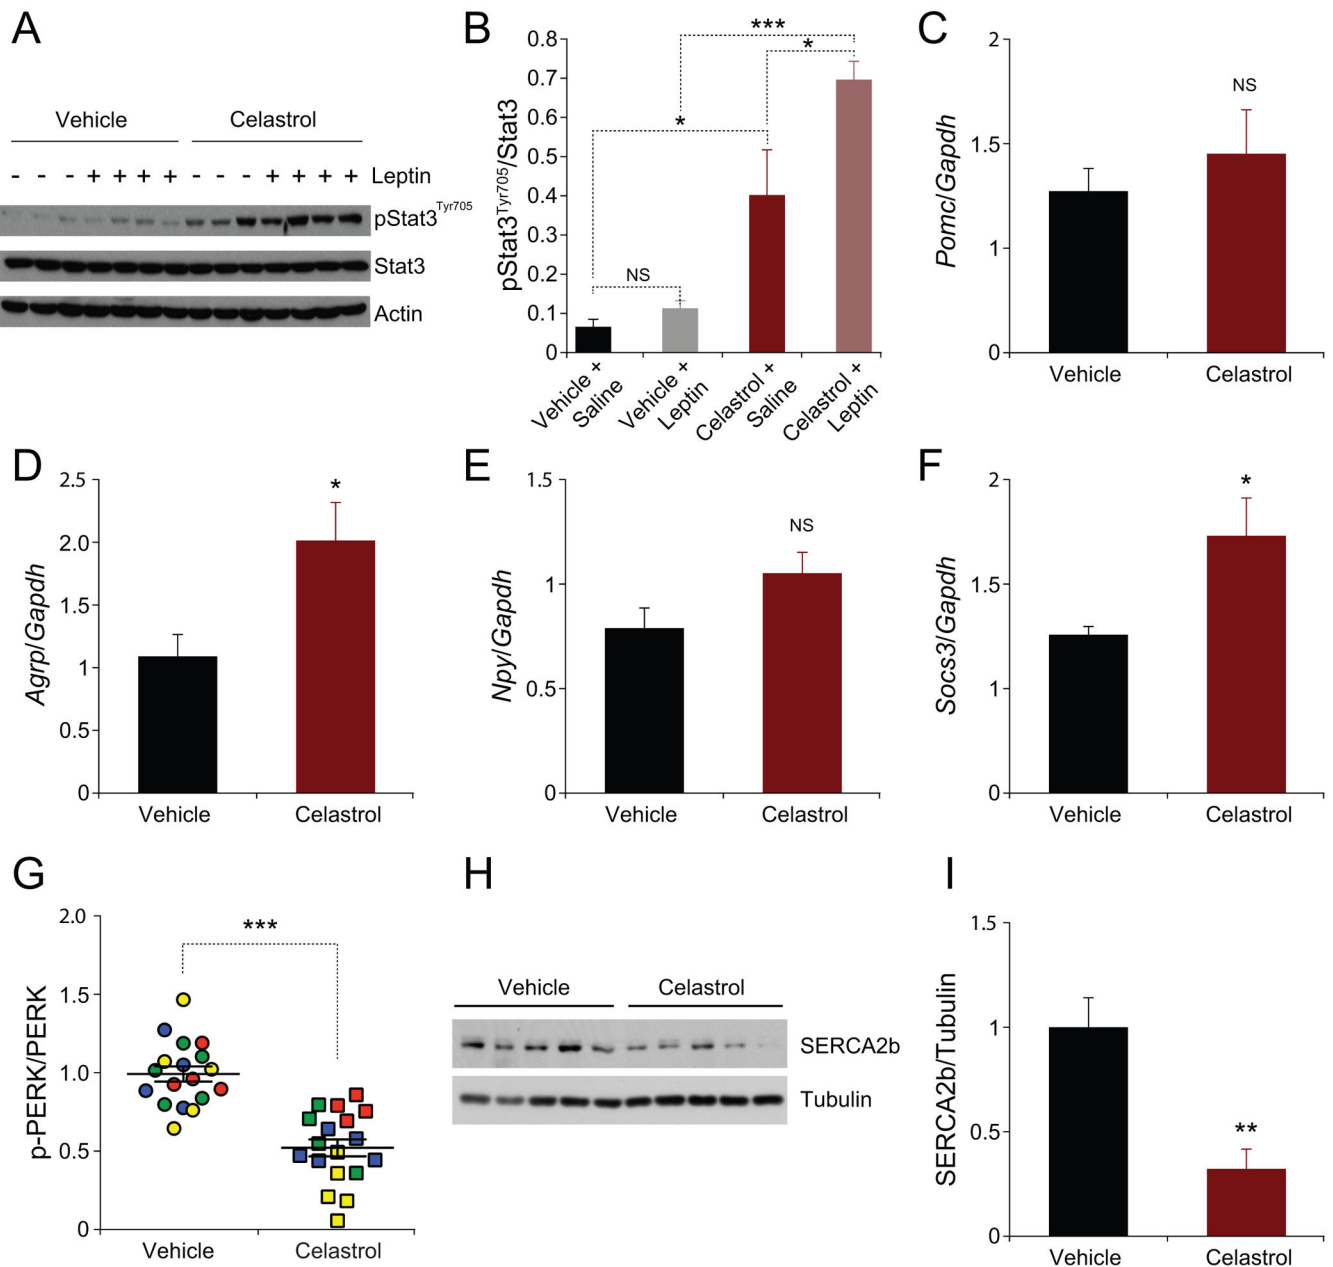 A
Vehicle Celastrol
- - - + + + + - - - + + + + Leptin
pStat3Tyr705
Stat3
Actin
B
pStat3Tyr705/Stat3
0.8
0.7
0.6
0.5
0.4
0.3
0.2
0.1
0
***
*
*
NS
Vehicle +
Saline
Vehicle +
Leptin
Celastrol +
Saline
Celastrol +
Leptin
C
Pomc/Gapdh
2
1.5
1
0
NS
Vehicle Celastrol
D
Agrp/Gapdh
2.5
2.0
1.5
1
0.5
0
*
Vehicle Celastrol
E
Npy/Gapdh
1.5
1
0.5
0
NS
Vehicle Celastrol
F
Socs3/Gapdh
2
1.5
1
0
*
Vehicle Celastrol
G
p-PERK/PERK
2.0
1.5
1.0
0.5
0
***
Vehicle Celastrol
H
Vehicle Celastrol
SERCA2b
Tubulin
I
SERCA2b/Tubulin
1.5
1
0.5
0
**
Vehicle Celastrol